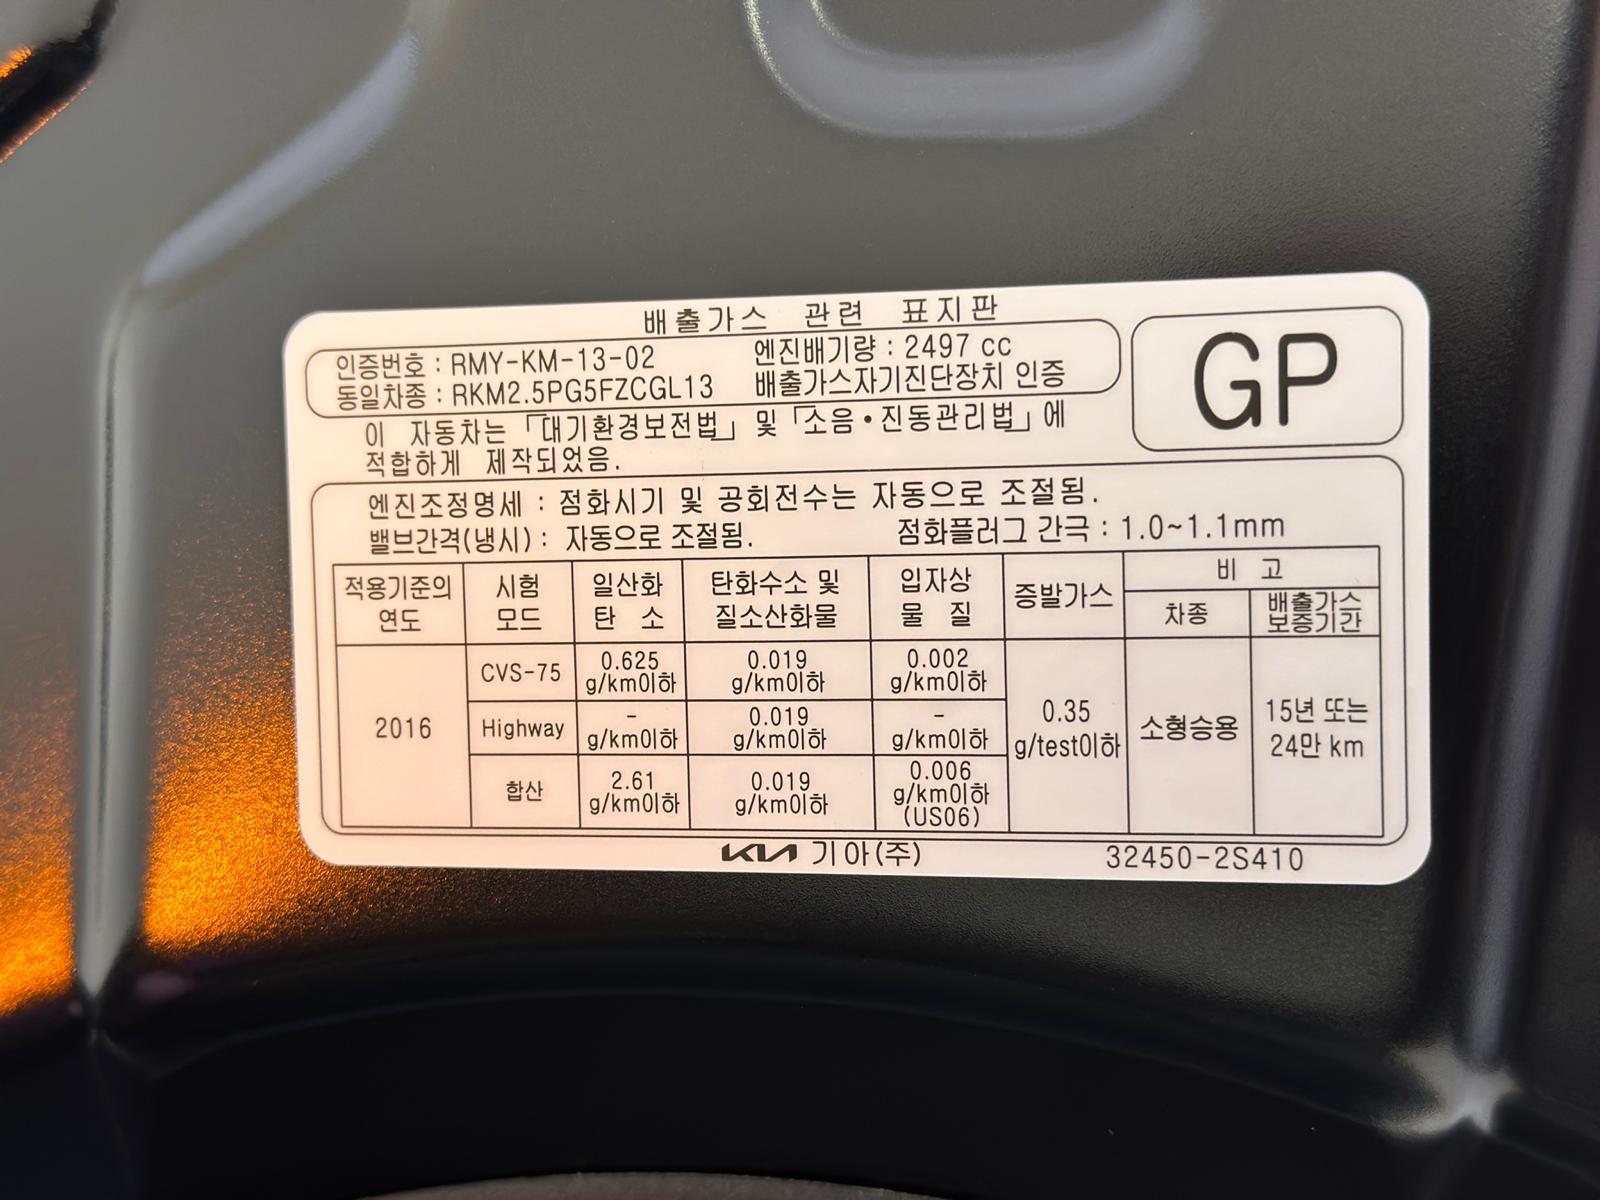 배출가스 관련 표지판
인증번호 : RMY-KM-13-02 엔진배기량 : 2497 cc
동일차종 : RKM2.5PG5FZCGL13 배출가스자기진단장치 인증
GP
이 자동차는 「대기환경보전법」 및 「소음•진동관리법」에
적합하게 제작되었음.
엔진조정명세 : 점화시기 및 공회전수는 자동으로 조절됨.
밸브간격(냉시) : 자동으로 조절됨. 점화플러그 간극 : 1.0~1.1mm
적용기준의 연도 시험 모드 일산화 탄 소 탄화수소 및 질소산화물 입자상 물 질 증발가스 비 고
차종 배출가스 보증기간
2016 CVS-75 0.625 g/km이하 0.019 g/km이하 0.002 g/km이하 0.35 g/test이하 소형승용 15년 또는 24만 km
Highway - g/km이하 0.019 g/km이하 - g/km이하
합산 2.61 g/km이하 0.019 g/km이하 0.006 g/km이하 (US06)
KIA 기아(주) 32450-2S410